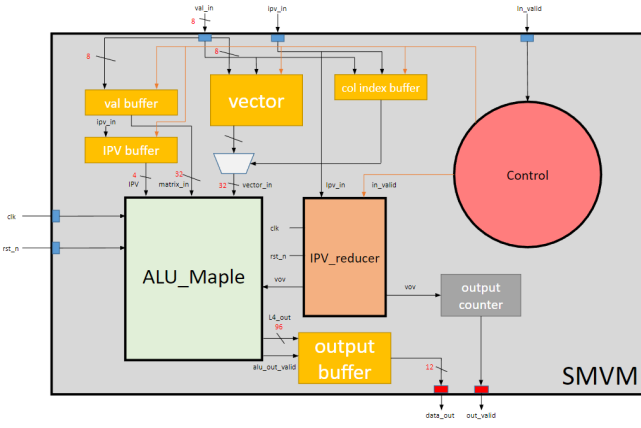 val_in
ipv_in
in_valid
8
8
8
val buffer
vector
col index buffer
ipv_in
IPV buffer
Control
4
32
IPV
matrix_in
32
vector_in
Ipv_in
in_valid
clk
rst_n
ALU_Maple
clk
rst_n
IPV_reducer
vov
vov
output
counter
L4_out
96
alu_out_valid
output
buffer
12
SMVM
data_out
out_valid